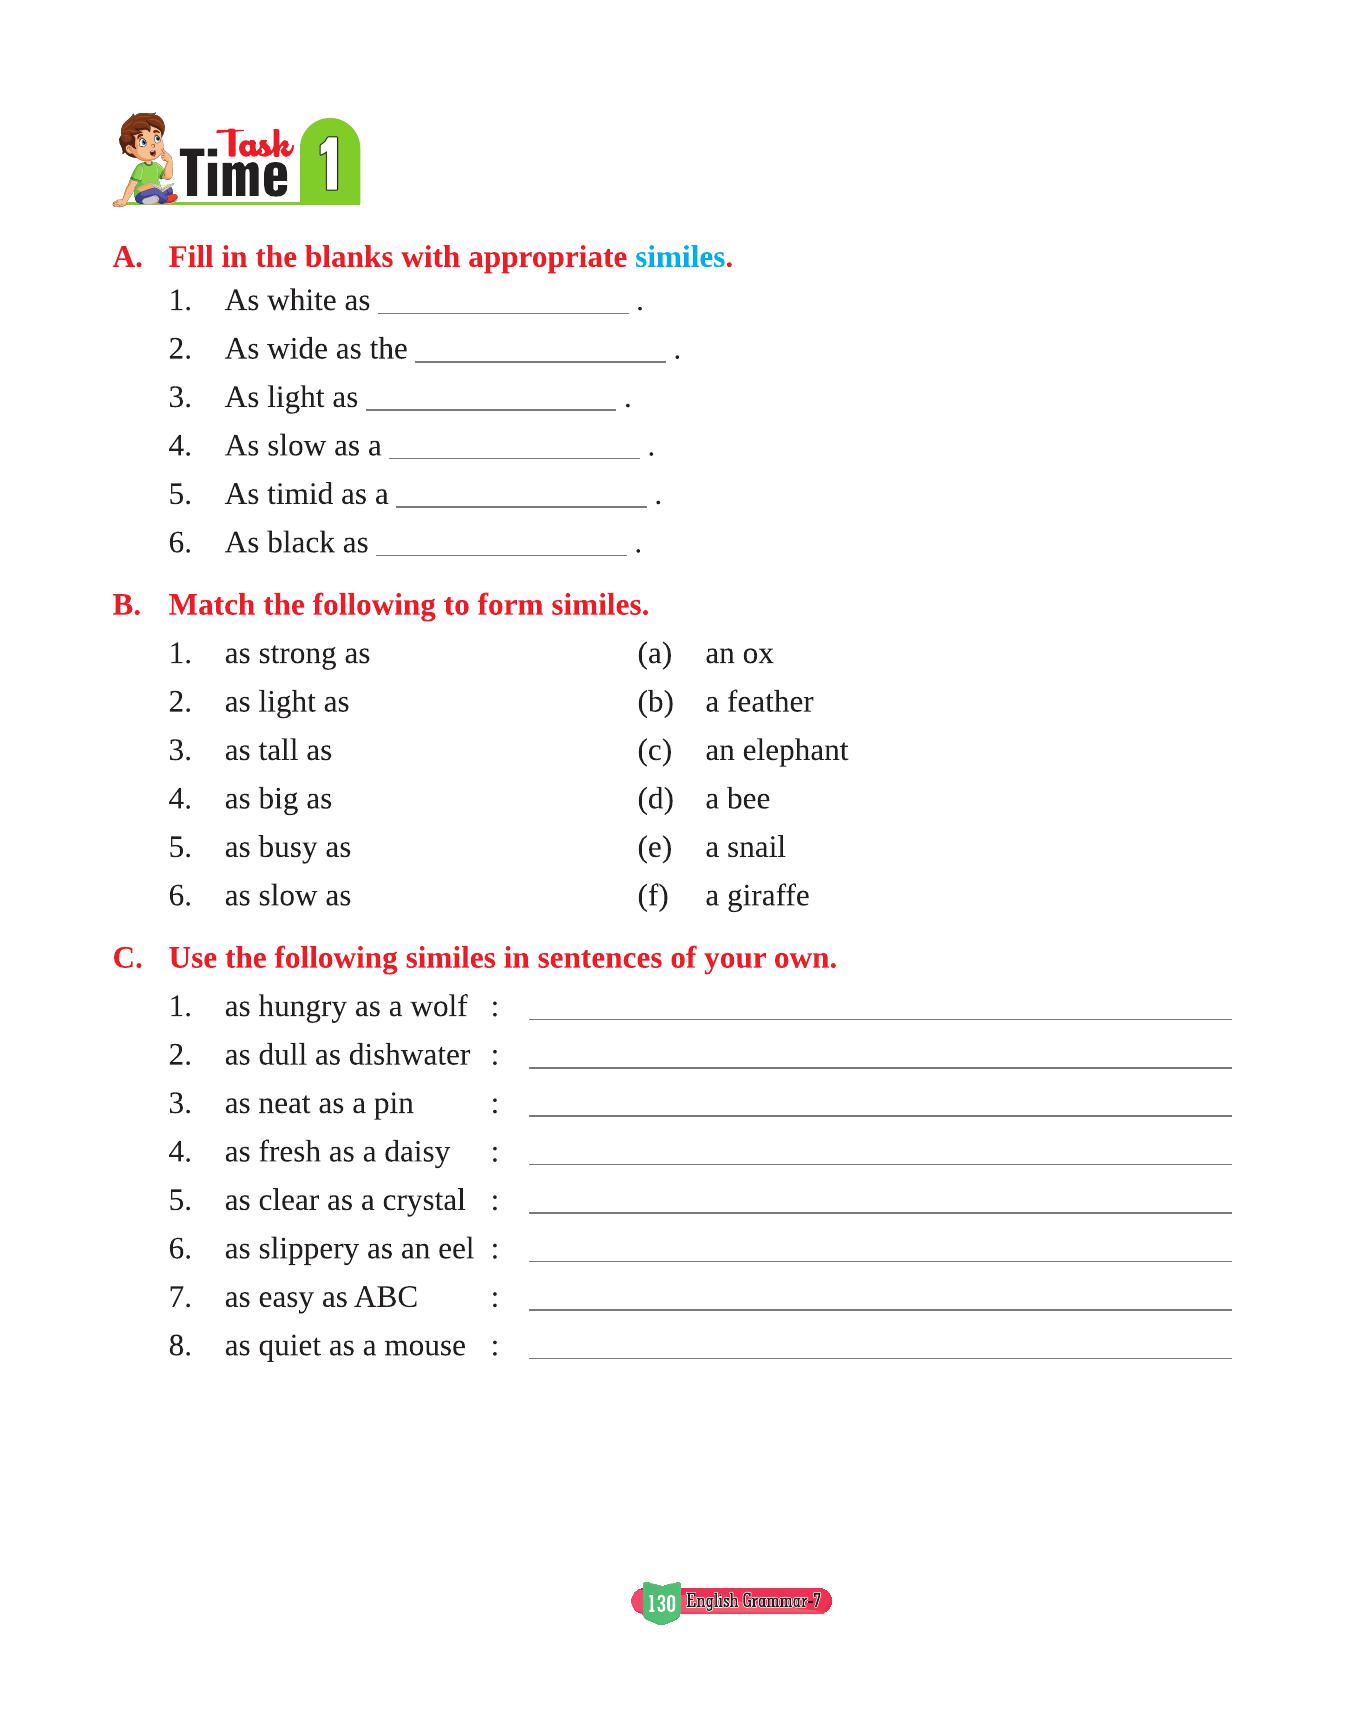 Task
Time 1
A. Fill in the blanks with appropriate similes.
1. As white as ________________ .
2. As wide as the ________________ .
3. As light as ________________ .
4. As slow as a ________________ .
5. As timid as a ________________ .
6. As black as ________________ .
B. Match the following to form similes.
1. as strong as (a) an ox
2. as light as (b) a feather
3. as tall as (c) an elephant
4. as big as (d) a bee
5. as busy as (e) a snail
6. as slow as (f) a giraffe
C. Use the following similes in sentences of your own.
1. as hungry as a wolf : ________________
2. as dull as dishwater : ________________
3. as neat as a pin : ________________
4. as fresh as a daisy : ________________
5. as clear as a crystal : ________________
6. as slippery as an eel : ________________
7. as easy as ABC : ________________
8. as quiet as a mouse : ________________
130 English Grammar-7